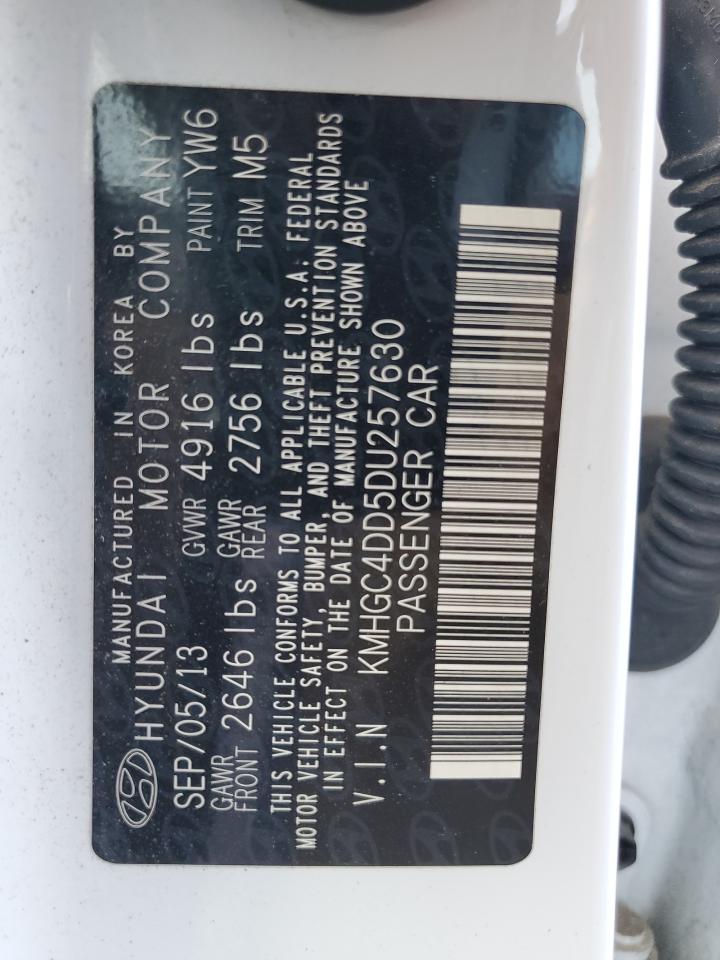 MANUFACTURED IN KOREA BY
HYUNDAI MOTOR COMPANY
SEP/05/13 GVWR 4916 lbs PAINT YW6
GAWR FRONT 2646 lbs GAWR REAR 2756 lbs TRIM M5
THIS VEHICLE CONFORMS TO ALL APPLICABLE U.S.A. FEDERAL
MOTOR VEHICLE SAFETY, BUMPER, AND THEFT PREVENTION STANDARDS
IN EFFECT ON THE DATE OF MANUFACTURE SHOWN ABOVE
V.I.N KMHGC4DD5DU257630
PASSENGER CAR